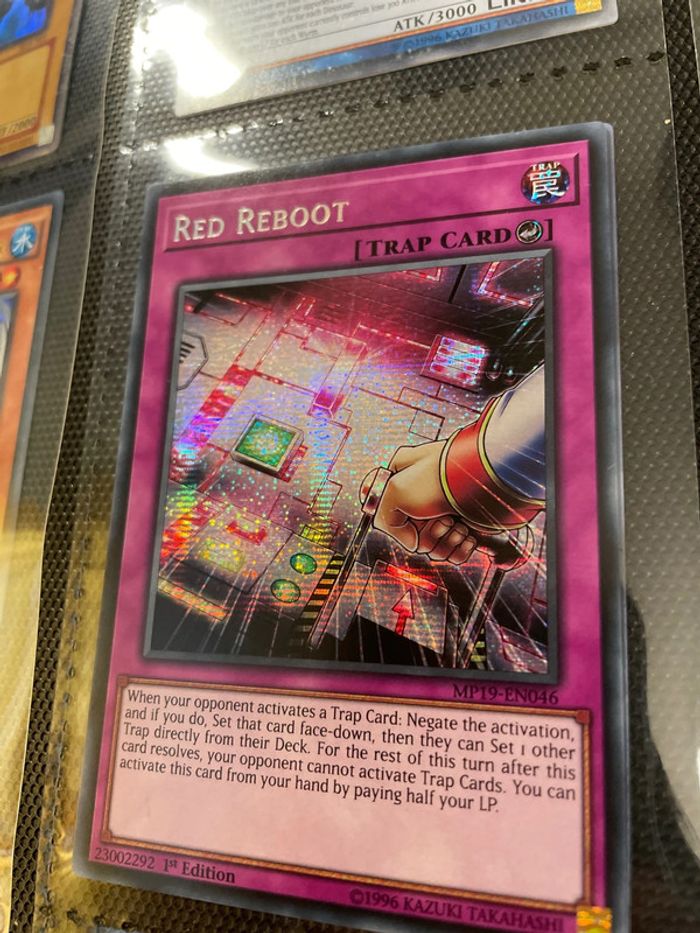 ATK/3000 LIN
©1996 KAZUKI TAKAHASHI
/2000
水
RED REBOOT
TRAP
罠
[TRAP CARD]
MP19-EN046
When your opponent activates a Trap Card: Negate the activation,
and if you do, Set that card face-down, then they can Set 1 other
Trap directly from their Deck. For the rest of this turn after this
card resolves, your opponent cannot activate Trap Cards. You can
activate this card from your hand by paying half your LP.
23002292 1st Edition
©1996 KAZUKI TAKAHASHI